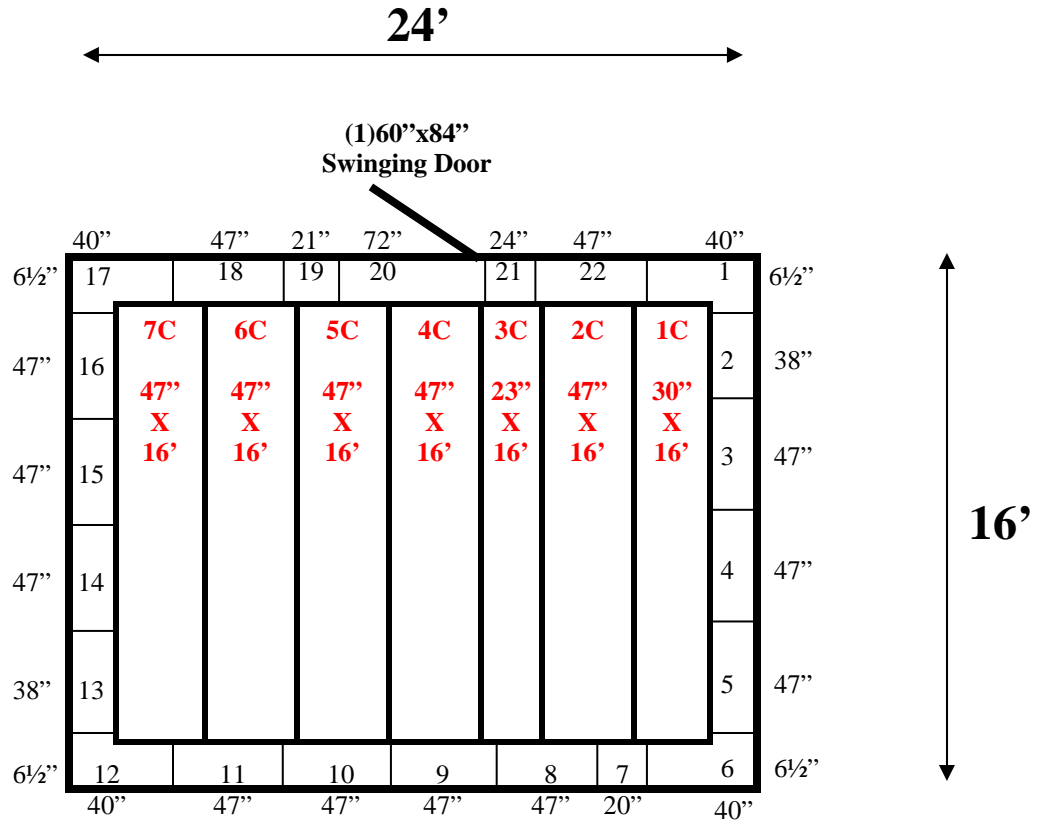 24’
(1)60”x84”
Swinging Door
40” 47” 21” 72” 24” 47” 40”
6½” 17 18 19 20 21 22 1 6½”
7C 6C 5C 4C 3C 2C 1C
47” 16 47” 47” 47” 47” 23” 47” 30” 2 38”
X X X X X X X
16’ 16’ 16’ 16’ 16’ 16’ 16’
47” 15 3 47”
16’
47” 14 4 47”
38” 13 5 47”
6½” 12 11 10 9 8 7 6 6½”
40” 47” 47” 47” 47” 20” 40”